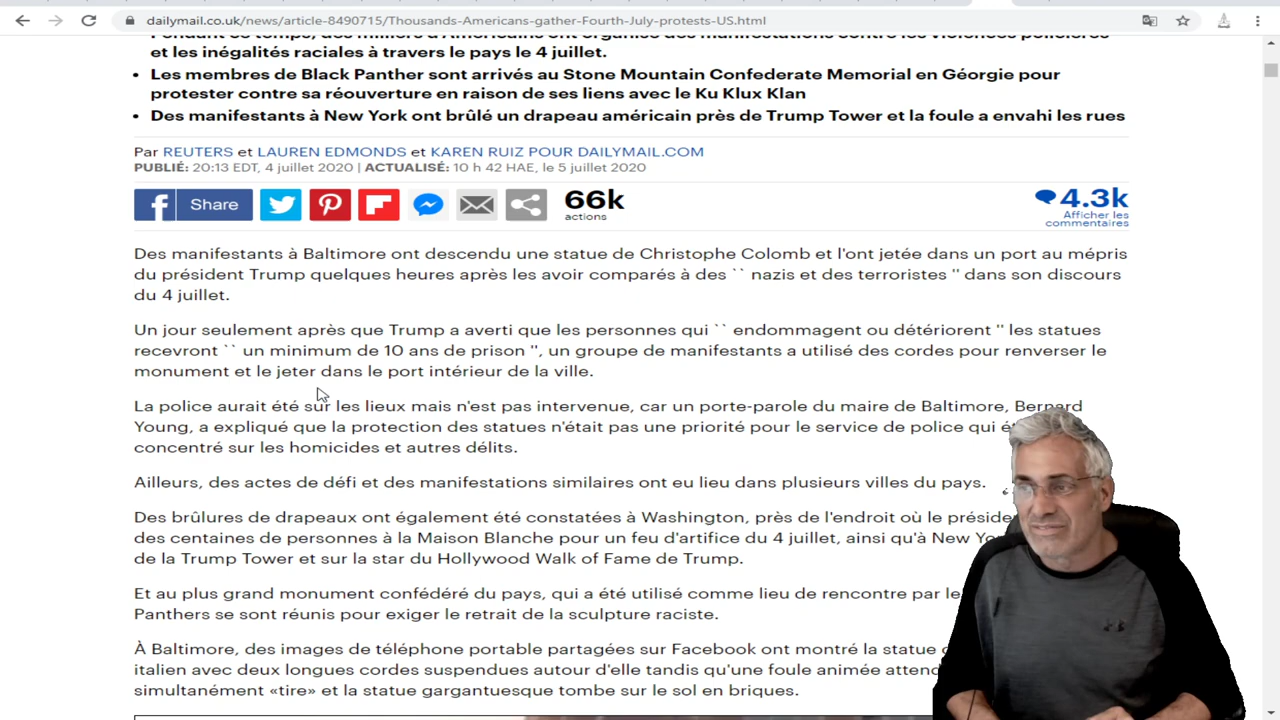 dailymail.co.uk/news/article-8490715/Thousands-Americans-gather-Fourth-July-protests-US.html
Pendant ce temps, des milliers d'Américains ont organisé des manifestations contre les violences policières
et les inégalités raciales à travers le pays le 4 juillet.
• Les membres de Black Panther sont arrivés au Stone Mountain Confederate Memorial en Géorgie pour
protester contre sa réouverture en raison de ses liens avec le Ku Klux Klan
• Des manifestants à New York ont brûlé un drapeau américain près de Trump Tower et la foule a envahi les rues
Par REUTERS et LAUREN EDMONDS et KAREN RUIZ POUR DAILYMAIL.COM
PUBLIÉ: 20:13 EDT, 4 juillet 2020 | ACTUALISÉ: 10 h 42 HAE, le 5 juillet 2020
f Share 66k 4.3k
actions Afficher les
commentaires
Des manifestants à Baltimore ont descendu une statue de Christophe Colomb et l'ont jetée dans un port au mépris
du président Trump quelques heures après les avoir comparés à des `` nazis et des terroristes '' dans son discours
du 4 juillet.
Un jour seulement après que Trump a averti que les personnes qui `` endommagent ou détériorent '' les statues
recevront `` un minimum de 10 ans de prison '', un groupe de manifestants a utilisé des cordes pour renverser le
monument et le jeter dans le port intérieur de la ville.
La police aurait été sur les lieux mais n'est pas intervenue, car un porte-parole du maire de Baltimore, Bernard
Young, a expliqué que la protection des statues n'était pas une priorité pour le service de police qui
concentré sur les homicides et autres délits.
Ailleurs, des actes de défi et des manifestations similaires ont eu lieu dans plusieurs villes du pays.
Des brûlures de drapeaux ont également été constatées à Washington, près de l'endroit où le
des centaines de personnes à la Maison Blanche pour un feu d'artifice du 4 juillet, ainsi qu'à New
de la Trump Tower et sur la star du Hollywood Walk of Fame de Trump.
Et au plus grand monument confédéré du pays, qui a été utilisé comme lieu de rencontre par
Panthers se sont réunis pour exiger le retrait de la sculpture raciste.
À Baltimore, des images de téléphone portable partagées sur Facebook ont montré la statue
italien avec deux longues cordes suspendues autour d'elle tandis qu'une foule animée
simultanément «tire» et la statue gargantuesque tombe sur le sol en briques.